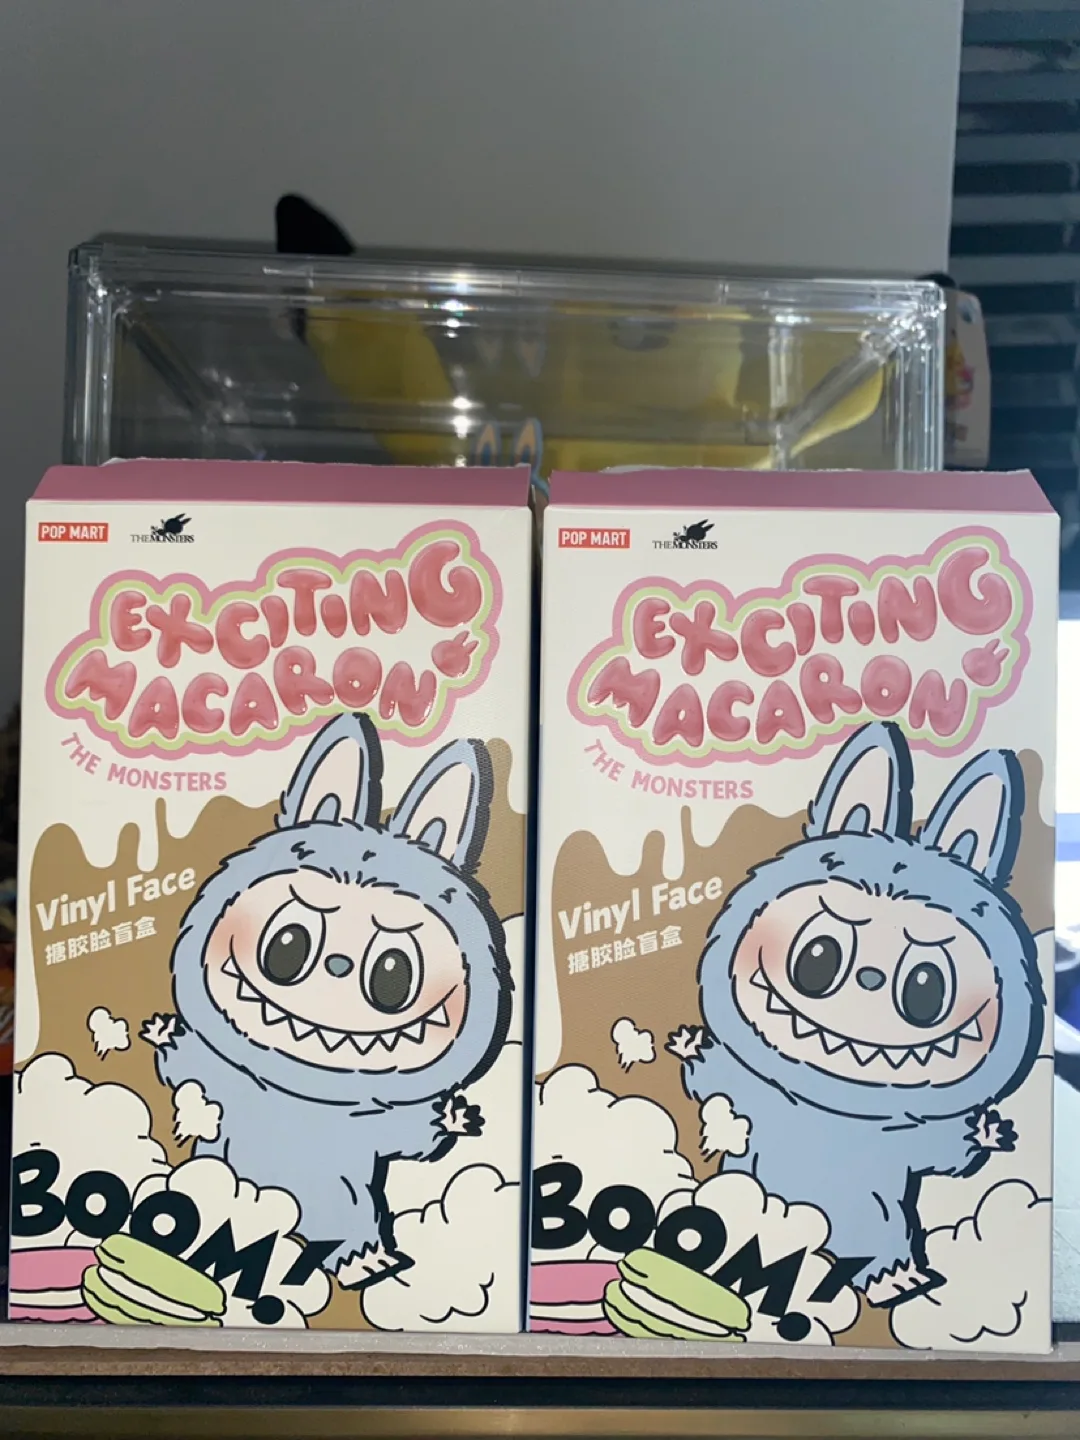 POP MART
THE MONSTERS
EXCITING
MACARON
THE MONSTERS
Vinyl Face
搪胶脸盲盒
BOOM!
POP MART
THE MONSTERS
EXCITING
MACARON
THE MONSTERS
Vinyl Face
搪胶脸盲盒
BOOM!